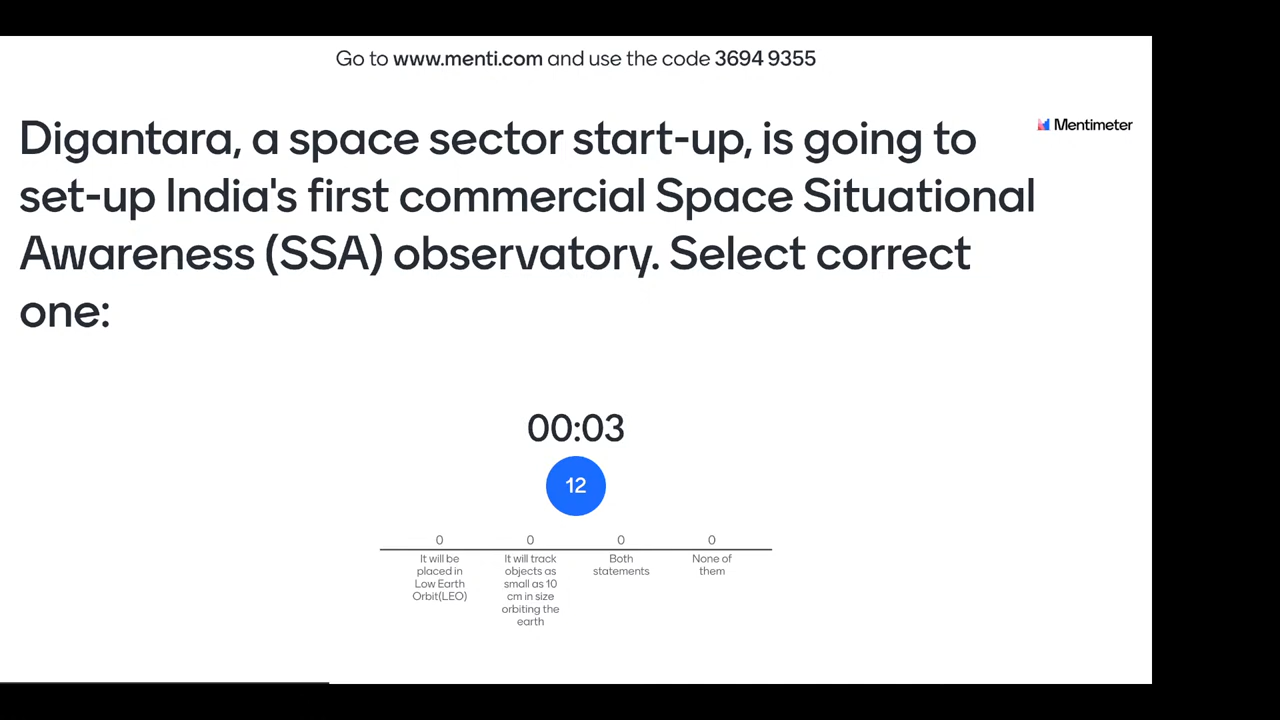 Go to www.menti.com and use the code 3694 9355
Mentimeter
Digantara, a space sector start-up, is going to
set-up India's first commercial Space Situational
Awareness (SSA) observatory. Select correct
one:
00:03
12
0
It will be
placed in
Low Earth
Orbit(LEO)
0
It will track
objects as
small as 10
cm in size
orbiting the
earth
0
Both
statements
0
None of
them